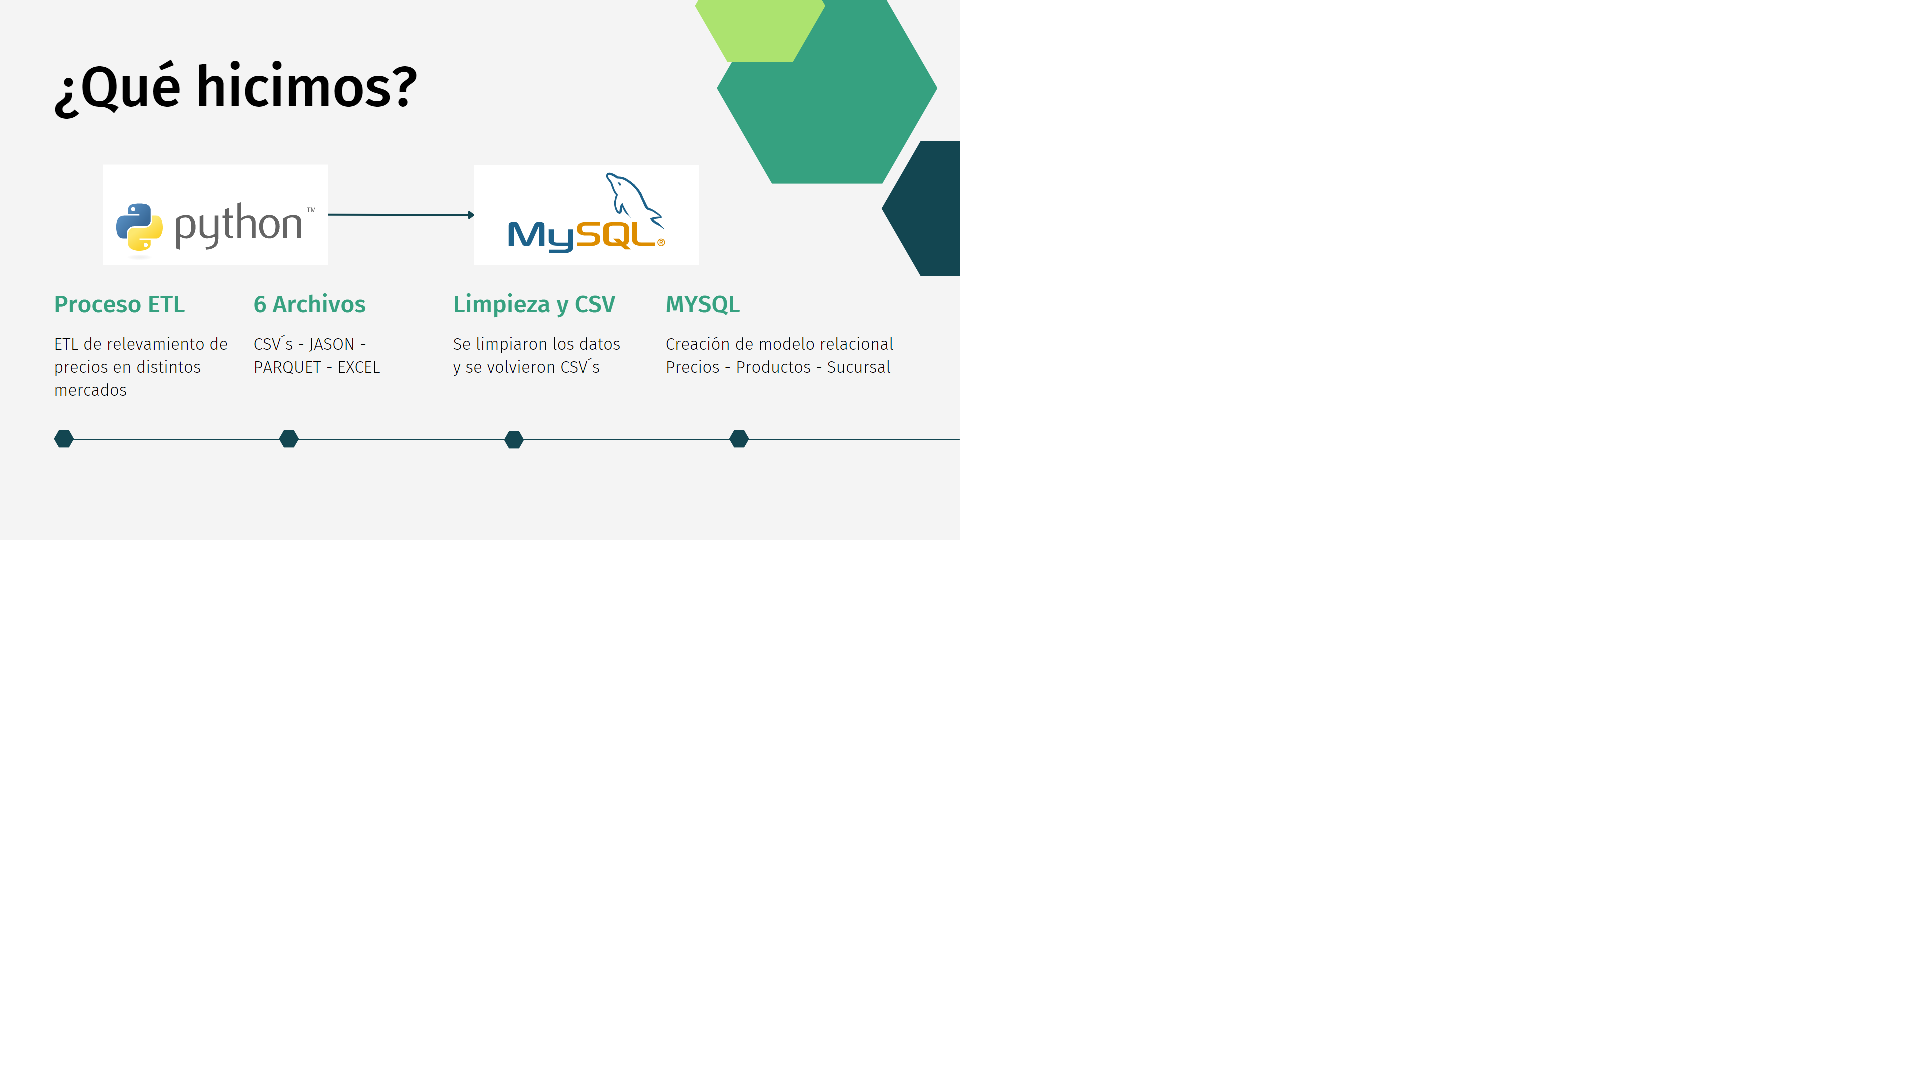 ¿Qué hicimos?
python™
MySQL®
Proceso ETL
ETL de relevamiento de
precios en distintos
mercados
6 Archivos
CSV´s - JASON -
PARQUET - EXCEL
Limpieza y CSV
Se limpiaron los datos
y se volvieron CSV´s
MYSQL
Creación de modelo relacional
Precios - Productos - Sucursal